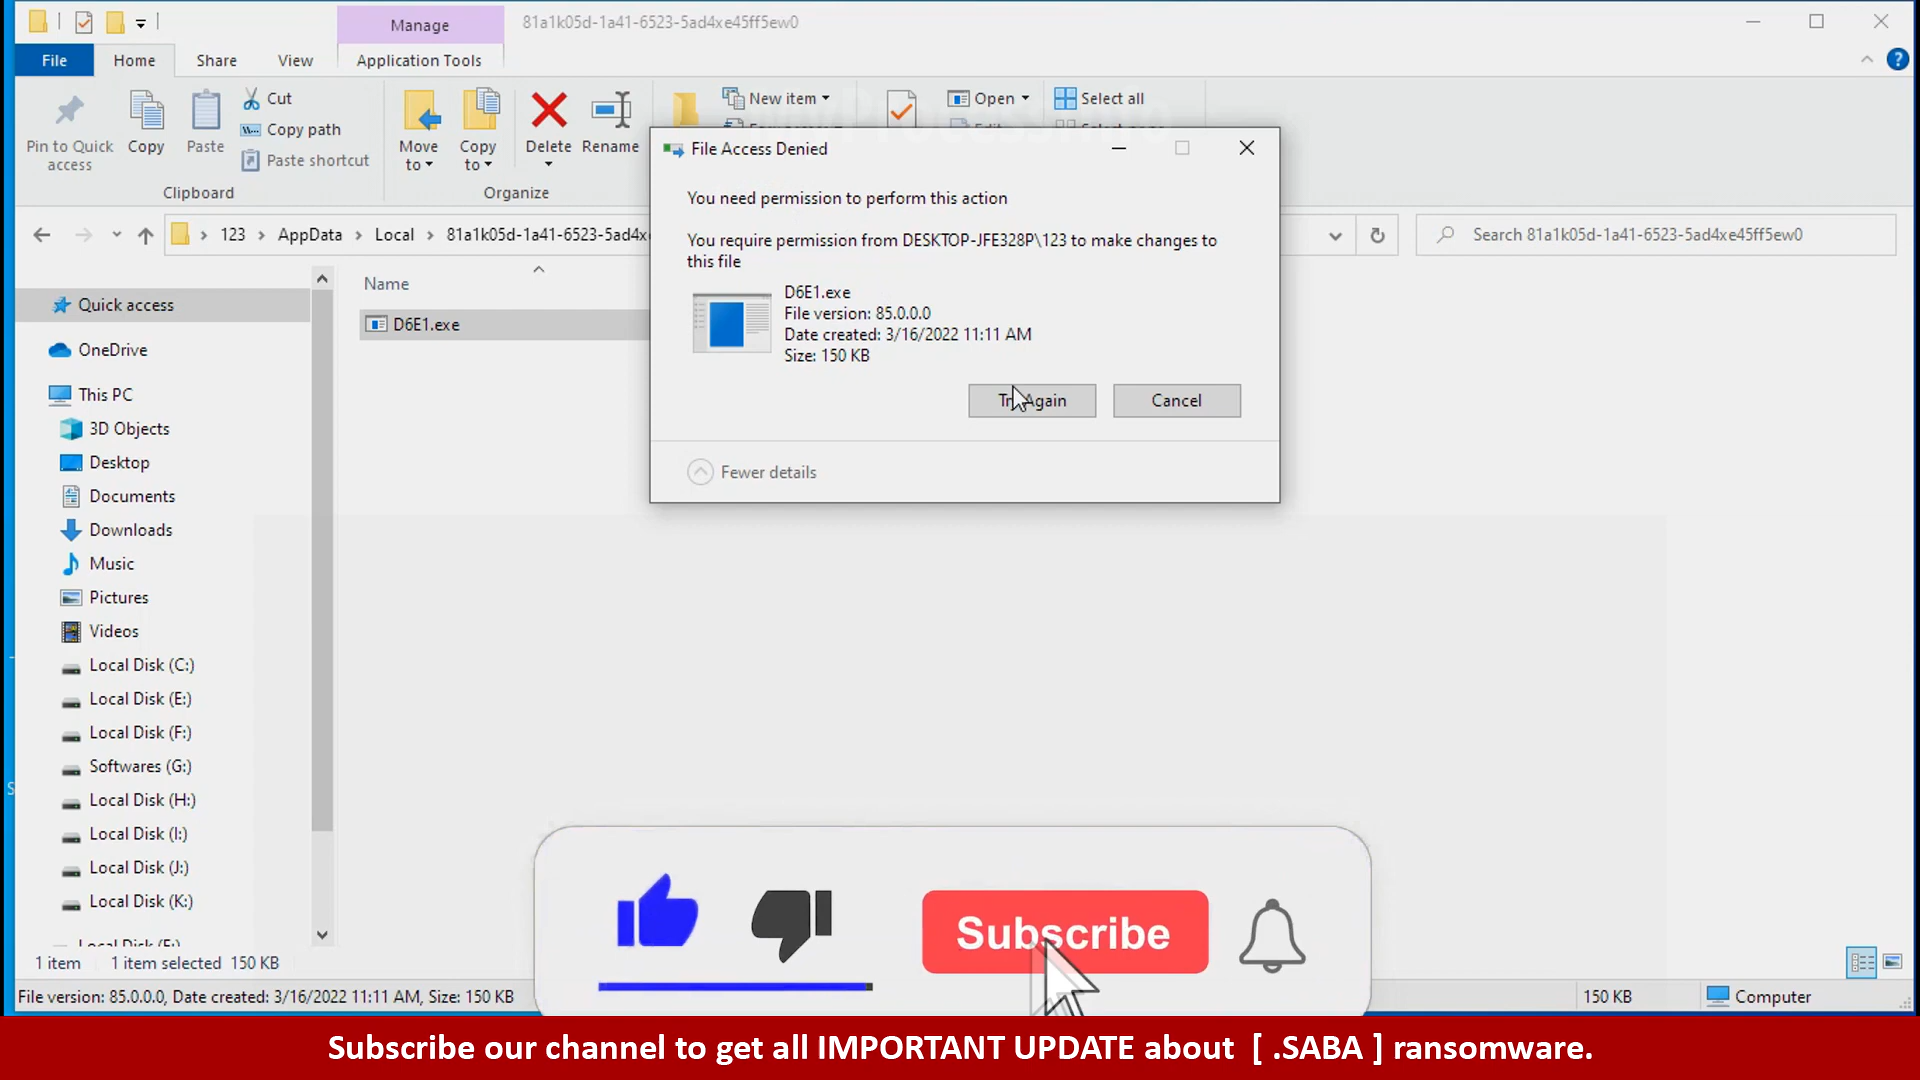 Manage
81a1k05d-1a41-6523-5ad4xe45ff5ew0
File
Home
Share
View
Application Tools
Pin to Quick
access
Copy
Paste
Cut
Copy path
Paste shortcut
Clipboard
Move
to
Copy
to
Delete
Rename
Organize
New item
Open
Select all
123
AppData
Local
81a1k05d-1a41-6523-5ad4x
Search 81a1k05d-1a41-6523-5ad4xe45ff5ew0
Quick access
OneDrive
This PC
3D Objects
Desktop
Documents
Downloads
Music
Pictures
Videos
Local Disk (C:)
Local Disk (E:)
Local Disk (F:)
Softwares (G:)
Local Disk (H:)
Local Disk (I:)
Local Disk (J:)
Local Disk (K:)
Name
D6E1.exe
File Access Denied
You need permission to perform this action
You require permission from DESKTOP-JFE328P\123 to make changes to
this file
D6E1.exe
File version: 85.0.0.0
Date created: 3/16/2022 11:11 AM
Size: 150 KB
Try Again
Cancel
Fewer details
1 item
1 item selected 150 KB
File version: 85.0.0.0, Date created: 3/16/2022 11:11 AM, Size: 150 KB
150 KB
Computer
Subscribe
Subscribe our channel to get all IMPORTANT UPDATE about [ .SABA ] ransomware.